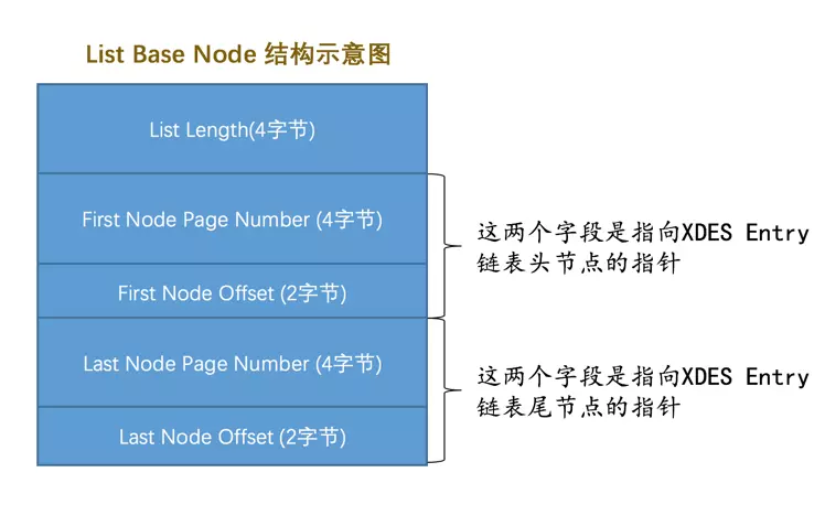 List Base Node 结构示意图
List Length(4字节)
First Node Page Number (4字节)
First Node Offset (2字节)
这两个字段是指向XDES Entry
链表头节点的指针
Last Node Page Number (4字节)
Last Node Offset (2字节)
这两个字段是指向XDES Entry
链表尾节点的指针